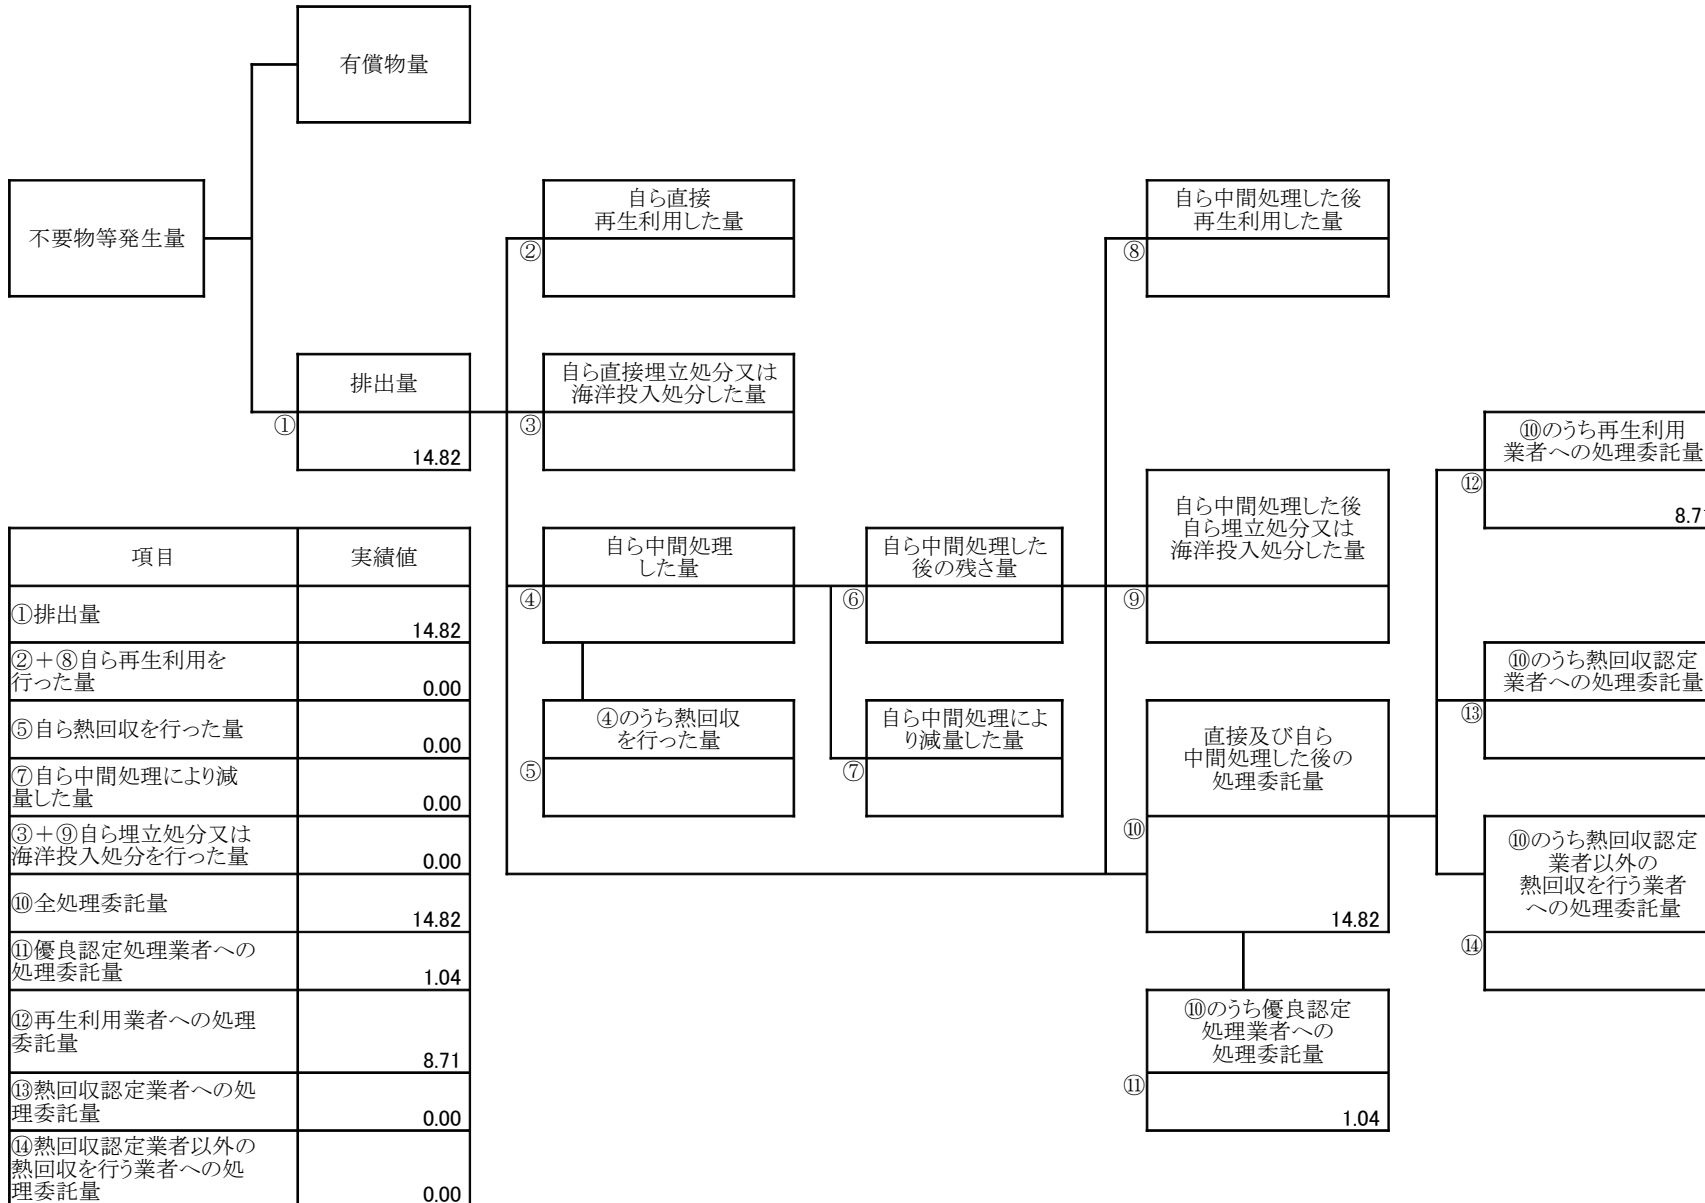 有償物量
不要物等発生量
自ら直接
再生利用した量
②
自ら中間処理した後
再生利用した量
⑧
排出量
①
14.82
自ら直接埋立処分又は
海洋投入処分した量
③
⑩のうち再生利用
業者への処理委託量
⑫
8.71
自ら中間処理
した量
④
自ら中間処理した
後の残さ量
⑥
自ら中間処理した後
自ら埋立処分又は
海洋投入処分した量
⑨
⑩のうち熱回収認定
業者への処理委託量
⑬
④のうち熱回収
を行った量
⑤
自ら中間処理によ
り減量した量
⑦
直接及び自ら
中間処理した後の
処理委託量
⑩
14.82
⑩のうち熱回収認定
業者以外の
熱回収を行う業者
への処理委託量
⑭
⑩のうち優良認定
処理業者への
処理委託量
⑪
1.04
項目 実績値
①排出量
14.82
②+⑧自ら再生利用を
行った量
0.00
⑤自ら熱回収を行った量
0.00
⑦自ら中間処理により減
量した量
0.00
③+⑨自ら埋立処分又は
海洋投入処分を行った量
0.00
⑩全処理委託量
14.82
⑪優良認定処理業者への
処理委託量
1.04
⑫再生利用業者への処理
委託量
8.71
⑬熱回収認定業者への処
理委託量
0.00
⑭熱回収認定業者以外の
熱回収を行う業者への処
理委託量
0.00